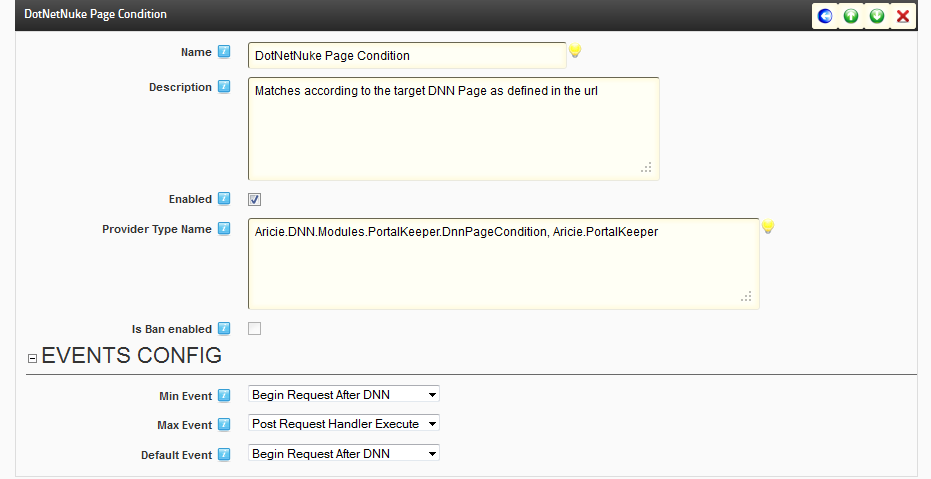 DotNetNuke Page Condition
Name DotNetNuke Page Condition
Description Matches according to the target DNN Page as defined in the url
Enabled
Provider Type Name Aricie.DNN.Modules.PortalKeeper.DnnPageCondition, Aricie.PortalKeeper
Is Ban enabled
EVENTS CONFIG
Min Event Begin Request After DNN
Max Event Post Request Handler Execute
Default Event Begin Request After DNN